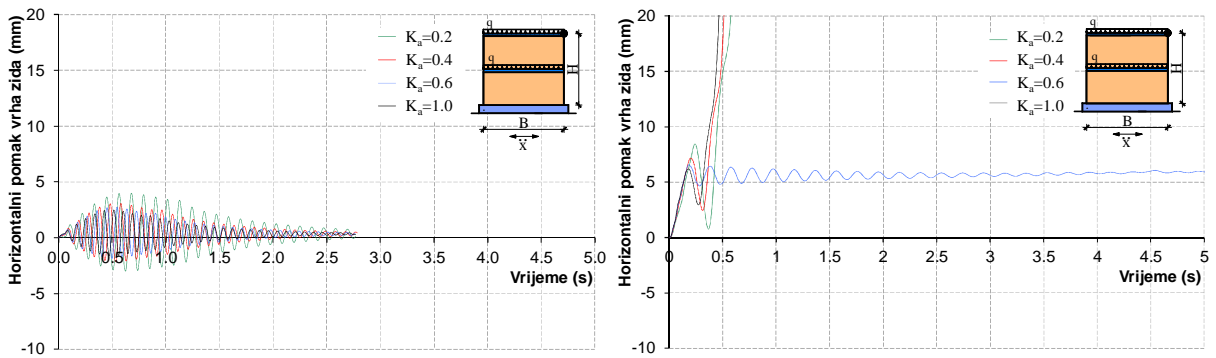 Horizontalni pomak vrha zida (mm)
20
15
10
5
0
-5
-10
0.0
0.5
1.0
1.5
2.0
2.5
3.0
3.5
4.0
4.5
5.0
Vrijeme (s)
Ka=0.2
Ka=0.4
Ka=0.6
Ka=1.0
q
q
H
B
Ẍ
Horizontalni pomak vrha zida (mm)
20
15
10
5
0
-5
-10
0
0.5
1
1.5
2
2.5
3
3.5
4
4.5
5
Vrijeme (s)
Ka=0.2
Ka=0.4
Ka=0.6
Ka=1.0
q
q
H
B
Ẍ